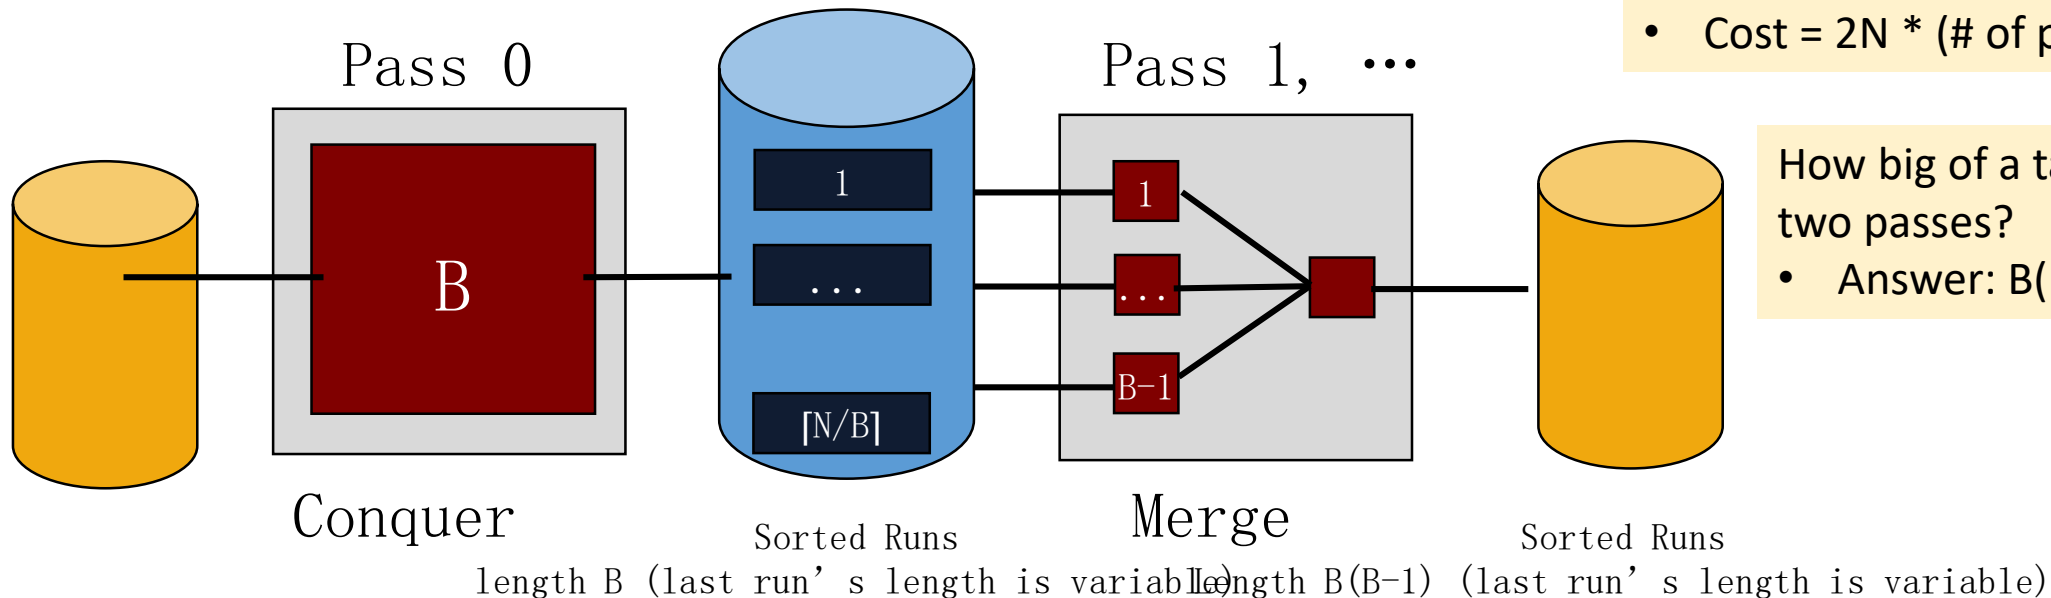 • Cost = 2N * (# of p
Pass 0
Pass 1, ···
How big of a ta
two passes?
• Answer: B(
B
1
...
⌈N/B⌉
1
...
B-1
Conquer
Merge
Sorted Runs
length B (last run's length is variable)
Sorted Runs
Length B(B-1) (last run's length is variable)